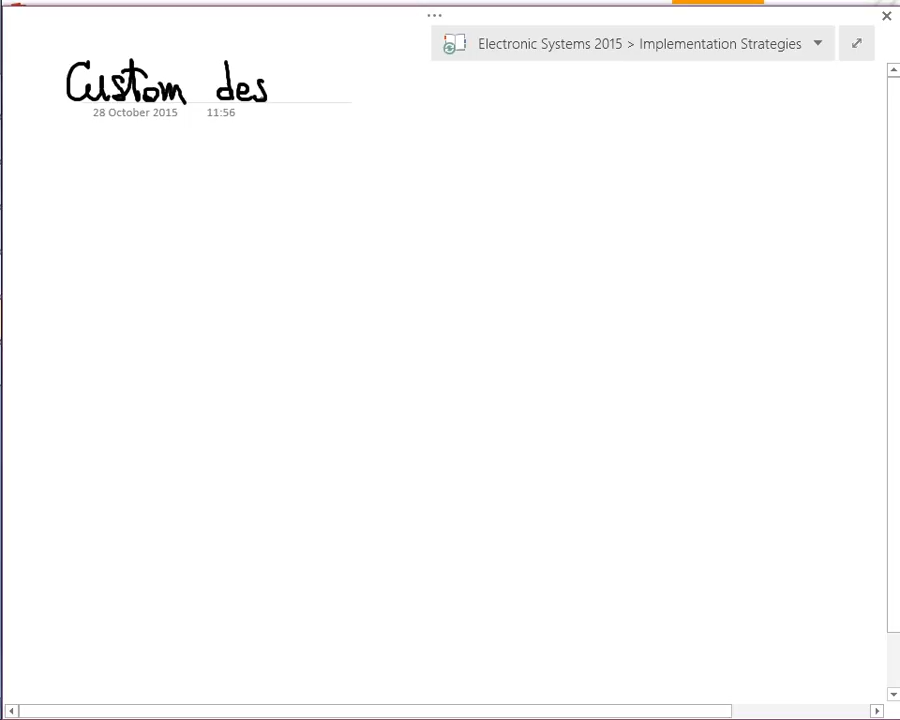 Electronic Systems 2015 > Implementation Strategies
Custom des
28 October 2015 11:56